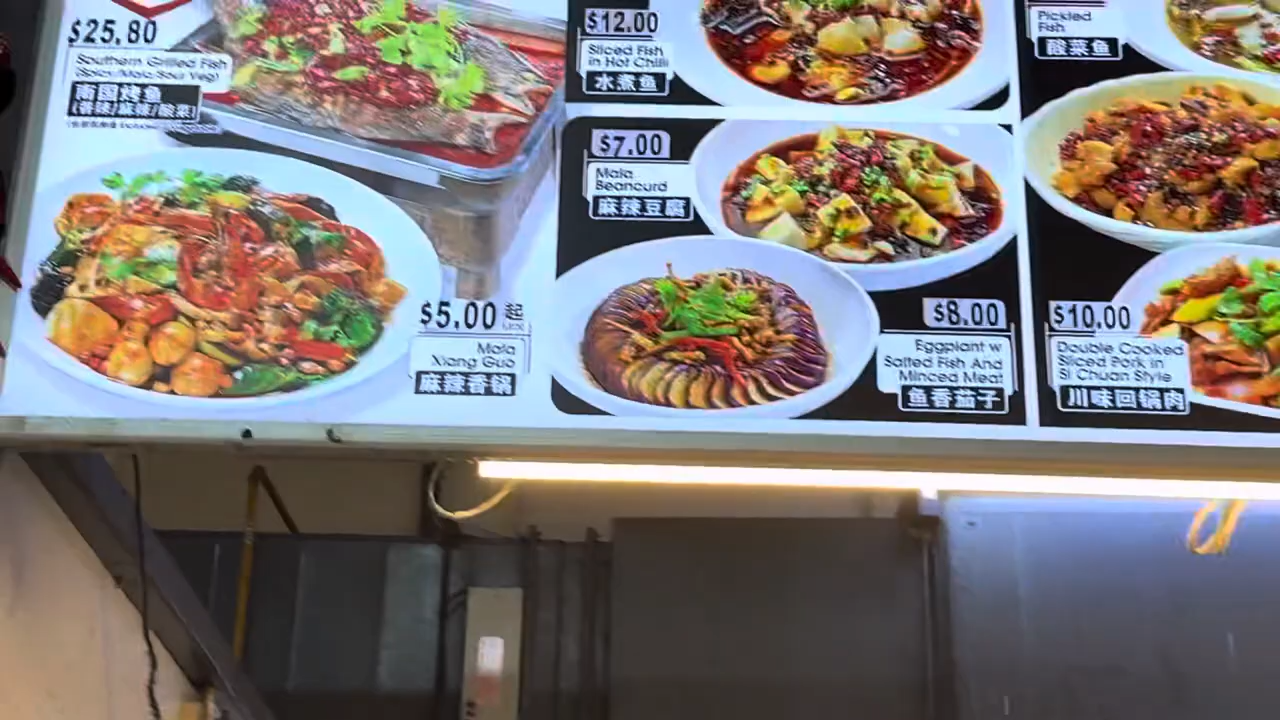 $25.80
Southern Grilled Fish
(Spicy/Mala/Sour Veg)
南国烤鱼
(香辣/麻辣/酸菜)
$5.00 起
Mala
Xiang Guo
麻辣香锅
$12.00
Sliced Fish
in Hot Chilli
水煮鱼
$7.00
Mala
Beancurd
麻辣豆腐
$8.00
Eggplant w
Salted Fish And
Minced Meat
鱼香茄子
Pickled
Fish
酸菜鱼
$10.00
Double Cooked
Sliced Pork in
Si Chuan Style
川味回锅肉